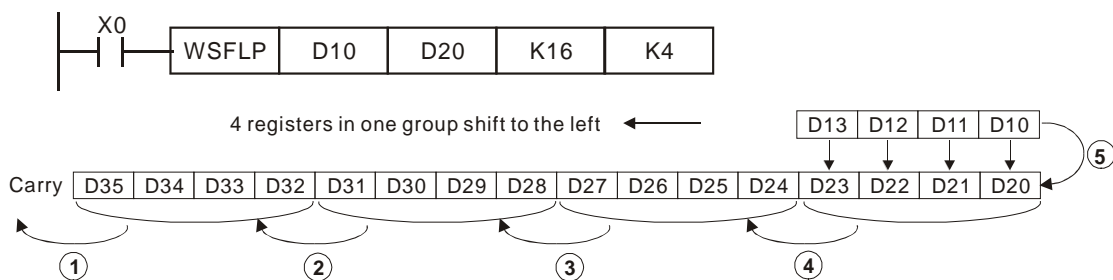 X0
WSFLP D10 D20 K16 K4
4 registers in one group shift to the left
D13 D12 D11 D10
5
Carry D35 D34 D33 D32 D31 D30 D29 D28 D27 D26 D25 D24 D23 D22 D21 D20
1 2 3 4